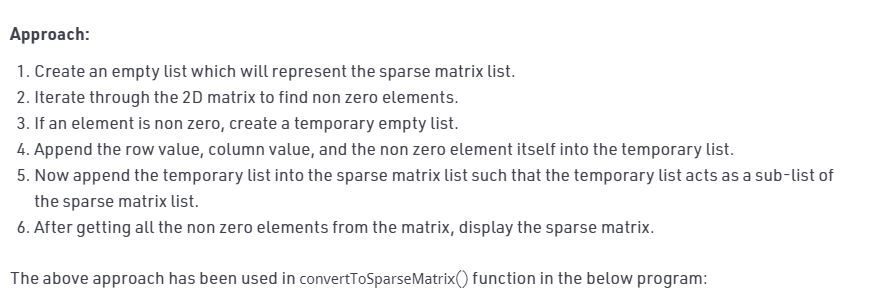 Approach:
1. Create an empty list which will represent the sparse matrix list.
2. Iterate through the 2D matrix to find non zero elements.
3. If an element is non zero, create a temporary empty list.
4. Append the row value, column value, and the non zero element itself into the temporary list.
5. Now append the temporary list into the sparse matrix list such that the temporary list acts as a sub-list of
the sparse matrix list.
6. After getting all the non zero elements from the matrix, display the sparse matrix.
The above approach has been used in convertToSparseMatrix() function in the below program: